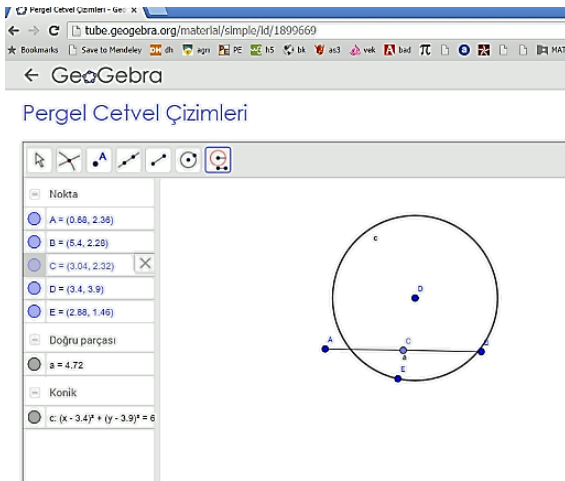 Pergel Cetvel Çizimleri - Geo
tube.geogebra.org/material/simple/id/1899669
Bookmarks Save to Mendeley dh agrı PE h5 bk as3 vek bad MAT
GeoGebra
Pergel Cetvel Çizimleri
A
Nokta
A = (0.68, 2.36)
B = (5.4, 2.28)
C = (3.04, 2.32)
D = (3.4, 3.9)
E = (2.88, 1.46)
Doğru parçası
a = 4.72
Konik
c: (x - 3.4)² + (y - 3.9)² = 6
c
D
A C B
a
E